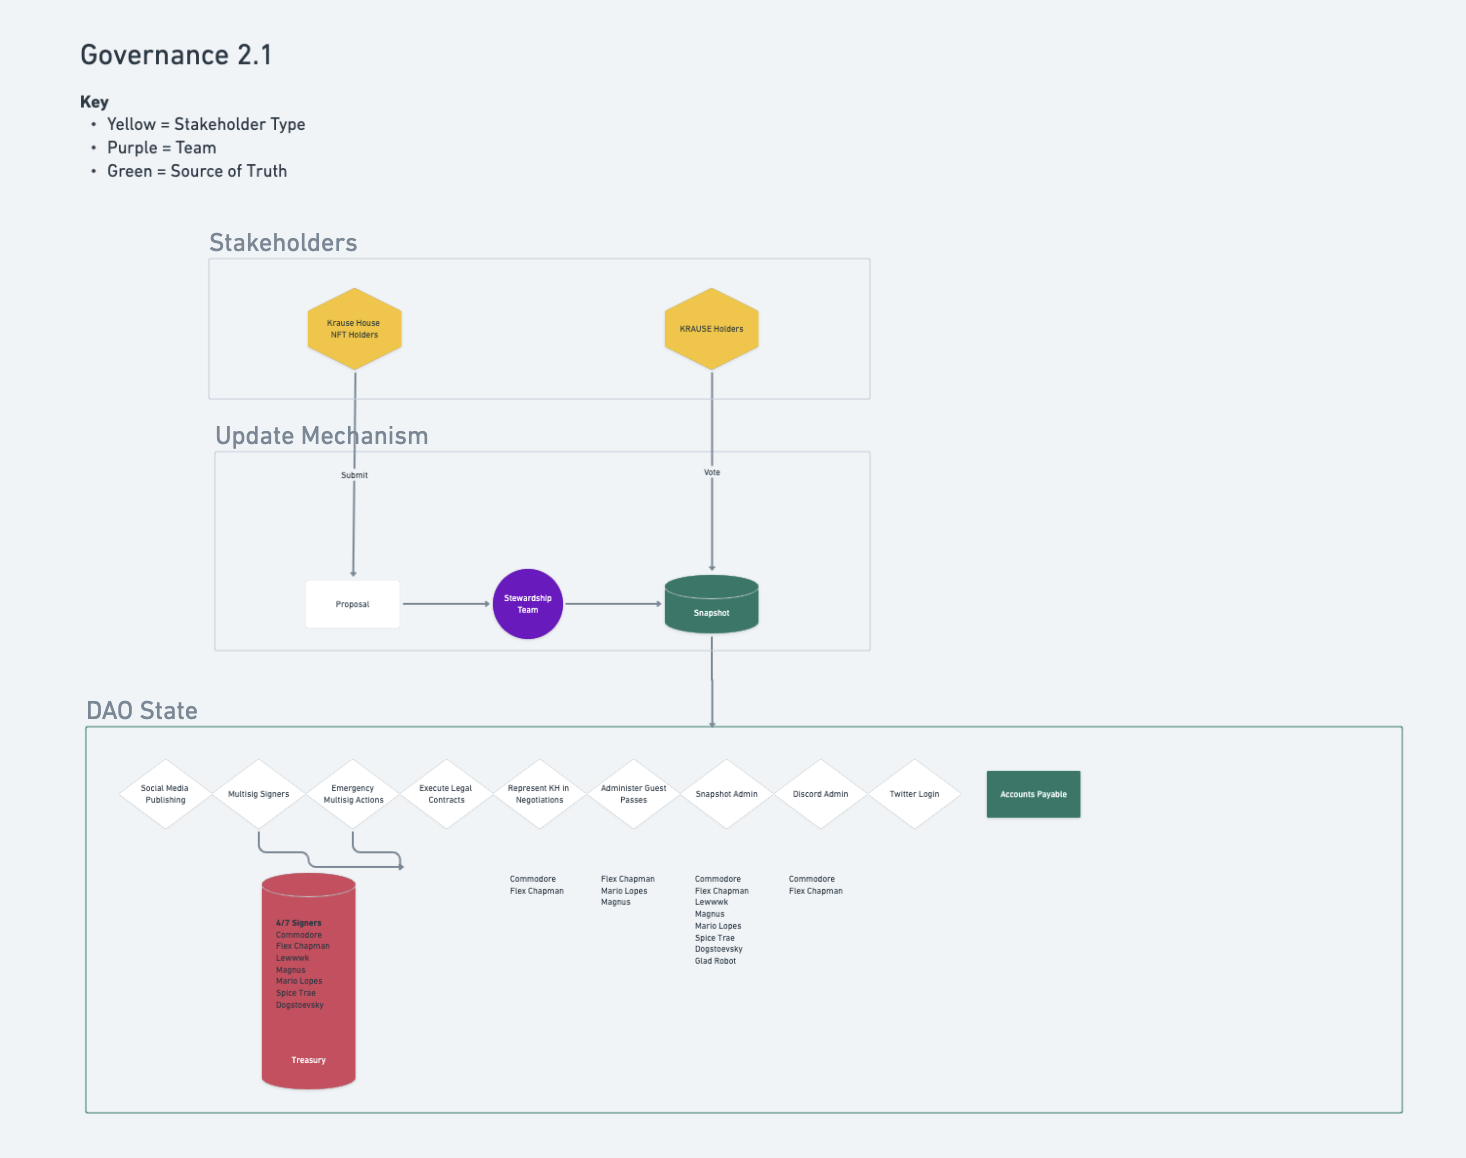 Governance 2.1
Key
• Yellow = Stakeholder Type
• Purple = Team
• Green = Source of Truth
Stakeholders
Krause House
NFT Holders
KRAUSE Holders
Update Mechanism
Submit
Vote
Proposal
Stewardship
Team
Snapshot
DAO State
Social Media
Publishing
Multisig Signers
Emergency
Multisig Actions
Execute Legal
Contracts
Represent KH in
Negotiations
Administer Guest
Passes
Snapshot Admin
Discord Admin
Twitter Login
Accounts Payable
4/7 Signers
Commodore
Flex Chapman
Lewwwk
Magnus
Mario Lopes
Spice Trae
Dogstoevsky
Treasury
Commodore
Flex Chapman
Flex Chapman
Mario Lopes
Magnus
Commodore
Flex Chapman
Lewwwk
Magnus
Mario Lopes
Spice Trae
Dogstoevsky
Glad Robot
Commodore
Flex Chapman